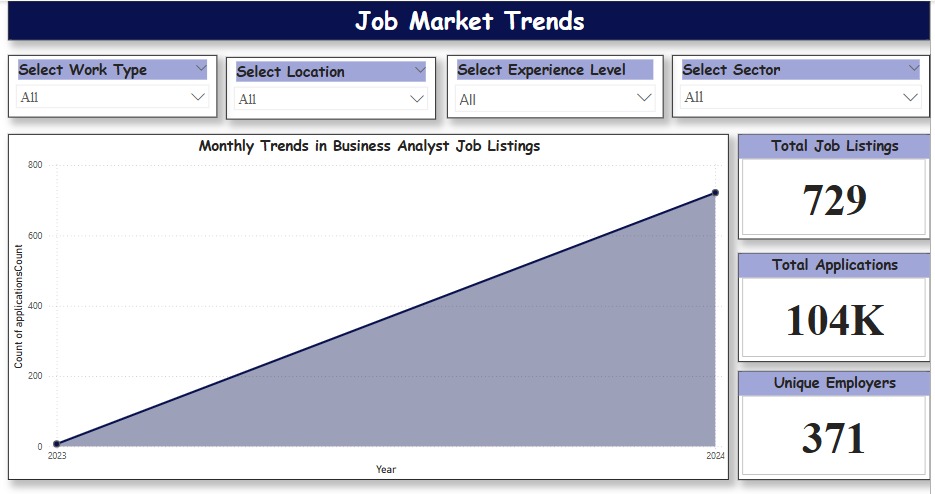 Job Market Trends
Select Work Type
All
Select Location
All
Select Experience Level
All
Select Sector
All
Monthly Trends in Business Analyst Job Listings
Count of applicationsCount
800
600
400
200
0
2023
2024
Year
Total Job Listings
729
Total Applications
104K
Unique Employers
371